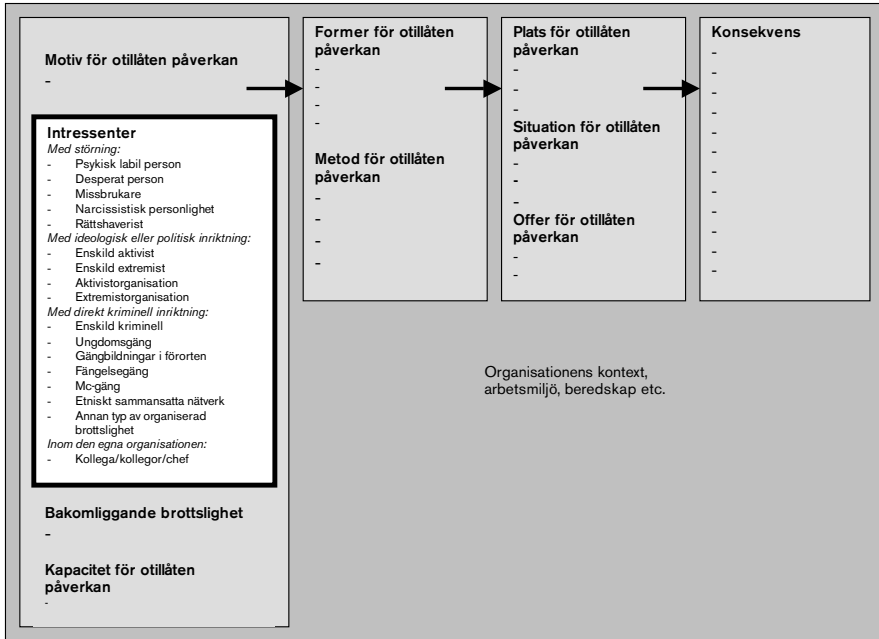 Motiv för otillåten påverkan
-
Intressenter
Med störning:
- Psykisk labil person
- Desperat person
- Missbrukare
- Narcissistisk personlighet
- Rättshaverist
Med ideologisk eller politisk inriktning:
- Enskild aktivist
- Enskild extremist
- Aktivistorganisation
- Extremistorganisation
Med direkt kriminell inriktning:
- Enskild kriminell
- Ungdomsgäng
- Gängbildningar i förorten
- Fängelsegäng
- Mc-gäng
- Etniskt sammansatta nätverk
- Annan typ av organiserad
brottslighet
Inom den egna organisationen:
- Kollega/kollegor/chef
Bakomliggande brottslighet
-
Kapacitet för otillåten
påverkan
-
Former för otillåten
påverkan
-
-
-
-
Metod för otillåten
påverkan
-
-
-
-
Plats för otillåten
påverkan
-
-
-
Situation för otillåten
påverkan
-
-
-
Offer för otillåten
påverkan
-
-
Konsekvens
-
-
-
-
-
-
-
-
-
-
-
-
Organisationens kontext,
arbetsmiljö, beredskap etc.